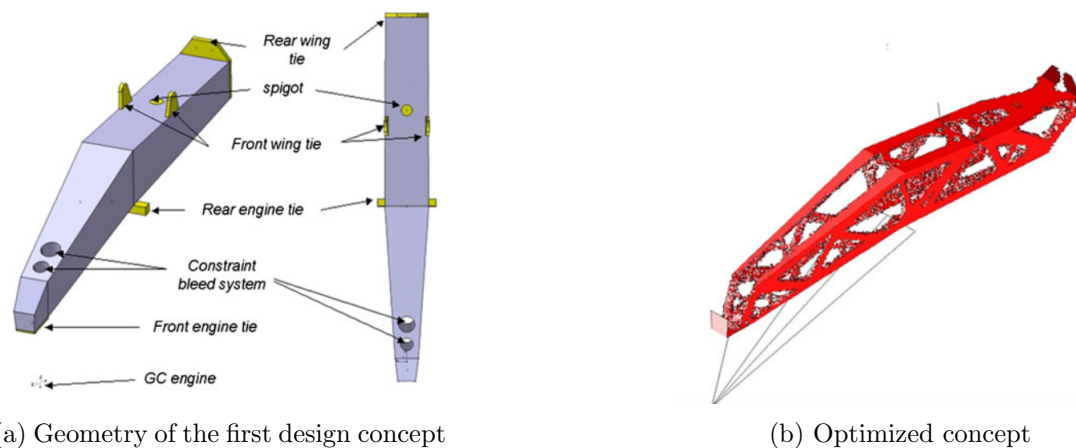 Rear wing
tie
spigot
Front wing tie
Rear engine tie
Constraint
bleed system
Front engine tie
GC engine
a) Geometry of the first design concept
(b) Optimized concept